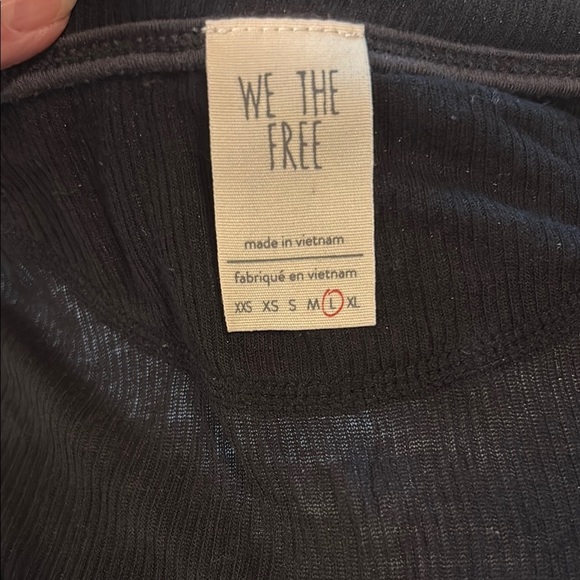 WE THE
FREE
made in vietnam
fabriqué en vietnam
XXS XS S M L XL